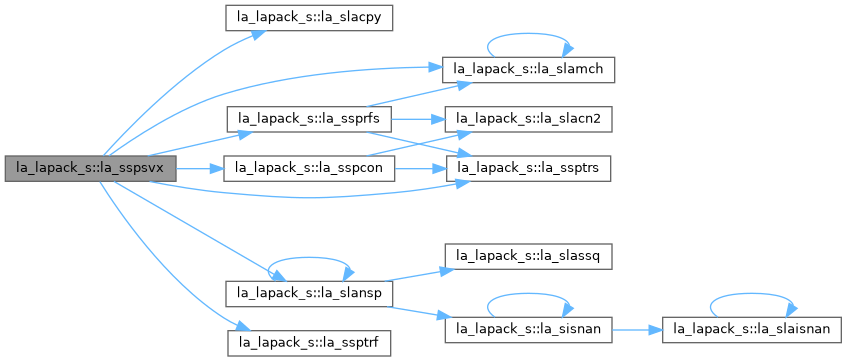 la_lapack_s::la_slacpy
la_lapack_s::la_slamch
la_lapack_s::la_ssprfs
la_lapack_s::la_slacn2
la_lapack_s::la_sspsvx
la_lapack_s::la_sspcon
la_lapack_s::la_ssptrs
la_lapack_s::la_slassq
la_lapack_s::la_slansp
la_lapack_s::la_sisnan
la_lapack_s::la_slaisnan
la_lapack_s::la_ssptrf